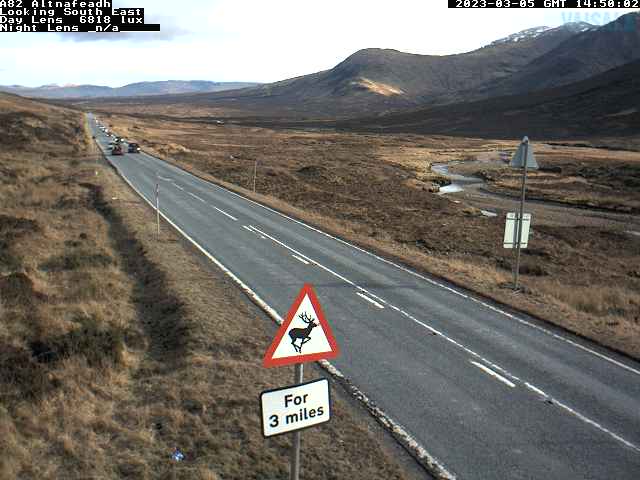 A82 Altnafeadh
Looking South East
Day Lens 6818 lux
Night Lens n/a
2023-03-05 GMT 14:50:02
VAISALA
For
3 miles